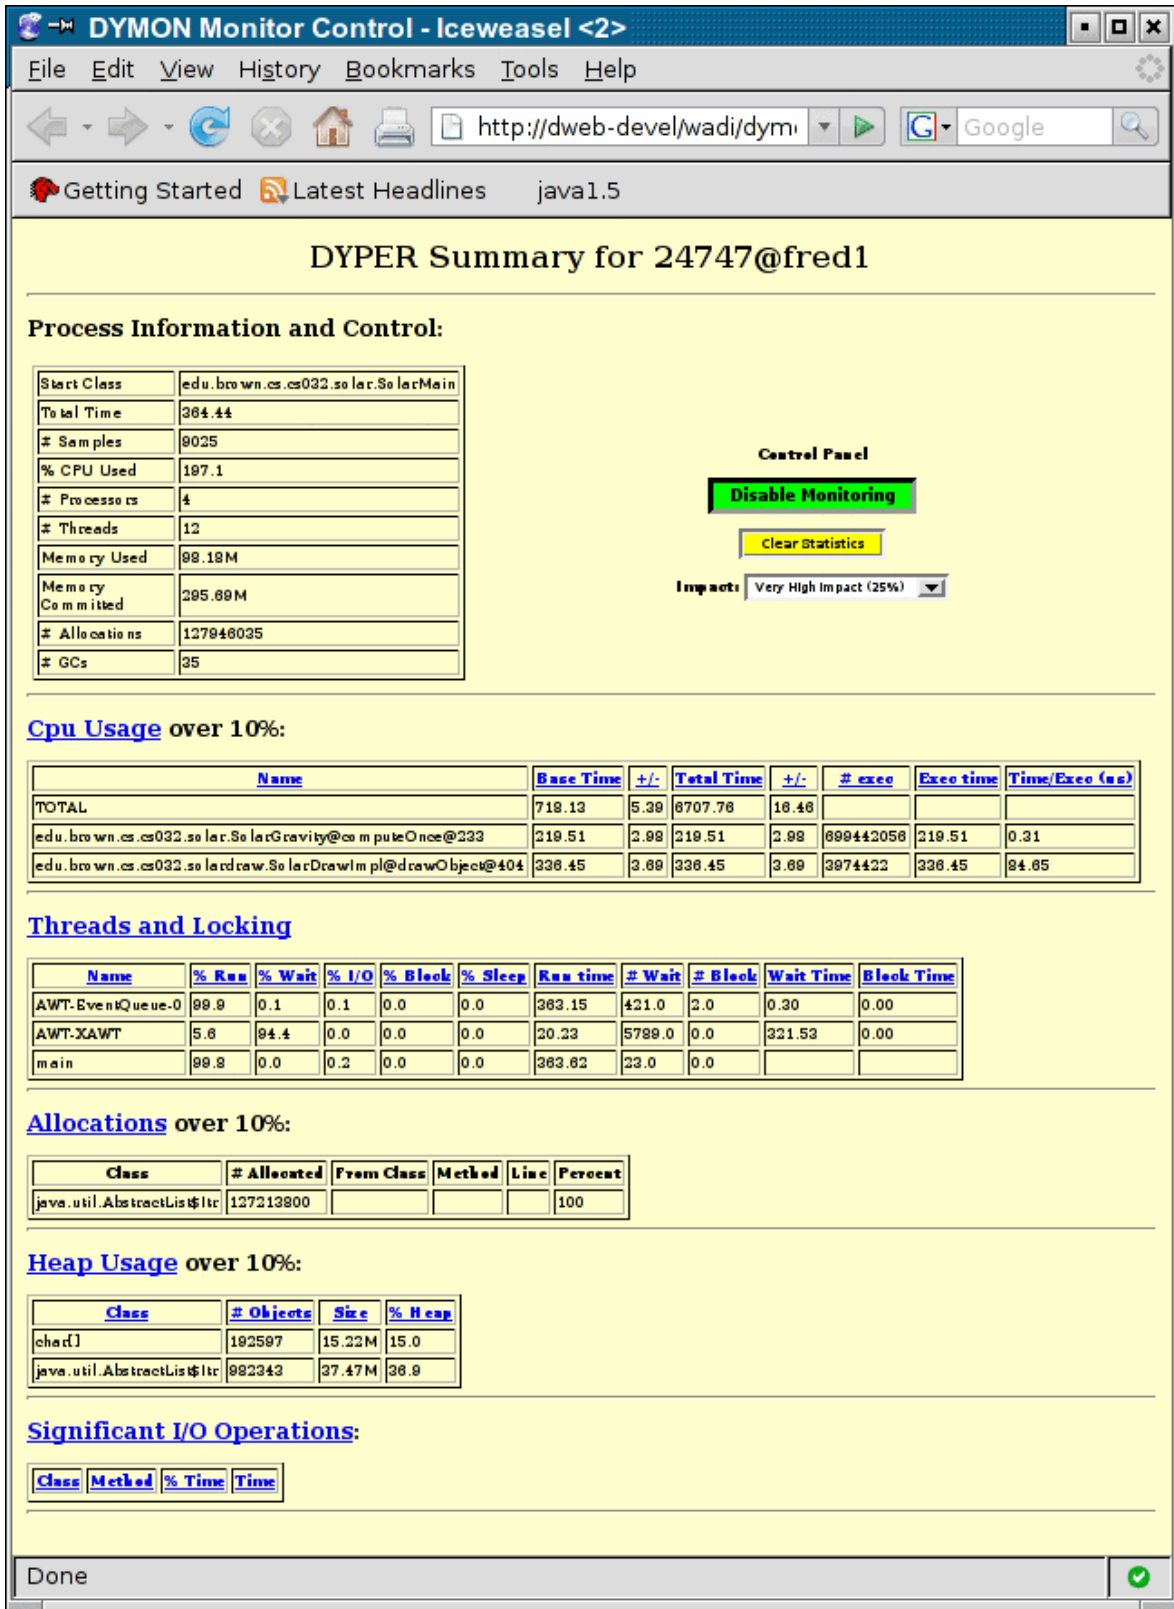 DYMON Monitor Control - Iceweasel <2>
File Edit View History Bookmarks Tools Help
http://dweb-devel/wadi/dym Google
Getting Started Latest Headlines java1.5
DYPER Summary for 24747@fred1
Process Information and Control:
Start Class edu.brown.cs.cs032.solar.SolarMain
Total Time 364.44
# Samples 9025
% CPU Used 197.1
# Processors 4
# Threads 12
Memory Used 98.18M
Memory Committed 295.69M
# Allocations 127946035
# GCs 35
Control Panel
Disable Monitoring
Clear Statistics
Impact: Very High Impact (25%)
Cpu Usage over 10%:
Name Base Time +/- Total Time +/- # exec Exec time Time/Exec (us)
TOTAL 718.13 5.39 6707.76 16.46
edu.brown.cs.cs032.solar.SolarGravity@computeOnce@233 219.51 2.98 219.51 2.98 699442056 219.51 0.31
edu.brown.cs.cs032.solardraw.SolarDrawImpl@drawObject@404 336.45 3.69 336.45 3.69 3974422 336.45 84.65
Threads and Locking
Name % Run % Wait % I/O % Block % Sleep Run time # Wait # Block Wait Time Block Time
AWT-EventQueue-0 99.9 0.1 0.1 0.0 0.0 363.15 421.0 2.0 0.30 0.00
AWT-XAWT 5.6 94.4 0.0 0.0 0.0 20.23 5789.0 0.0 321.53 0.00
main 99.8 0.0 0.2 0.0 0.0 363.62 23.0 0.0
Allocations over 10%:
Class # Allocated From Class Method Line Percent
java.util.AbstractList$Itr 127213800 100
Heap Usage over 10%:
Class # Objects Size % Heap
char[] 192597 15.22M 15.0
java.util.AbstractList$Itr 982343 37.47M 36.9
Significant I/O Operations:
Class Method % Time Time
Done